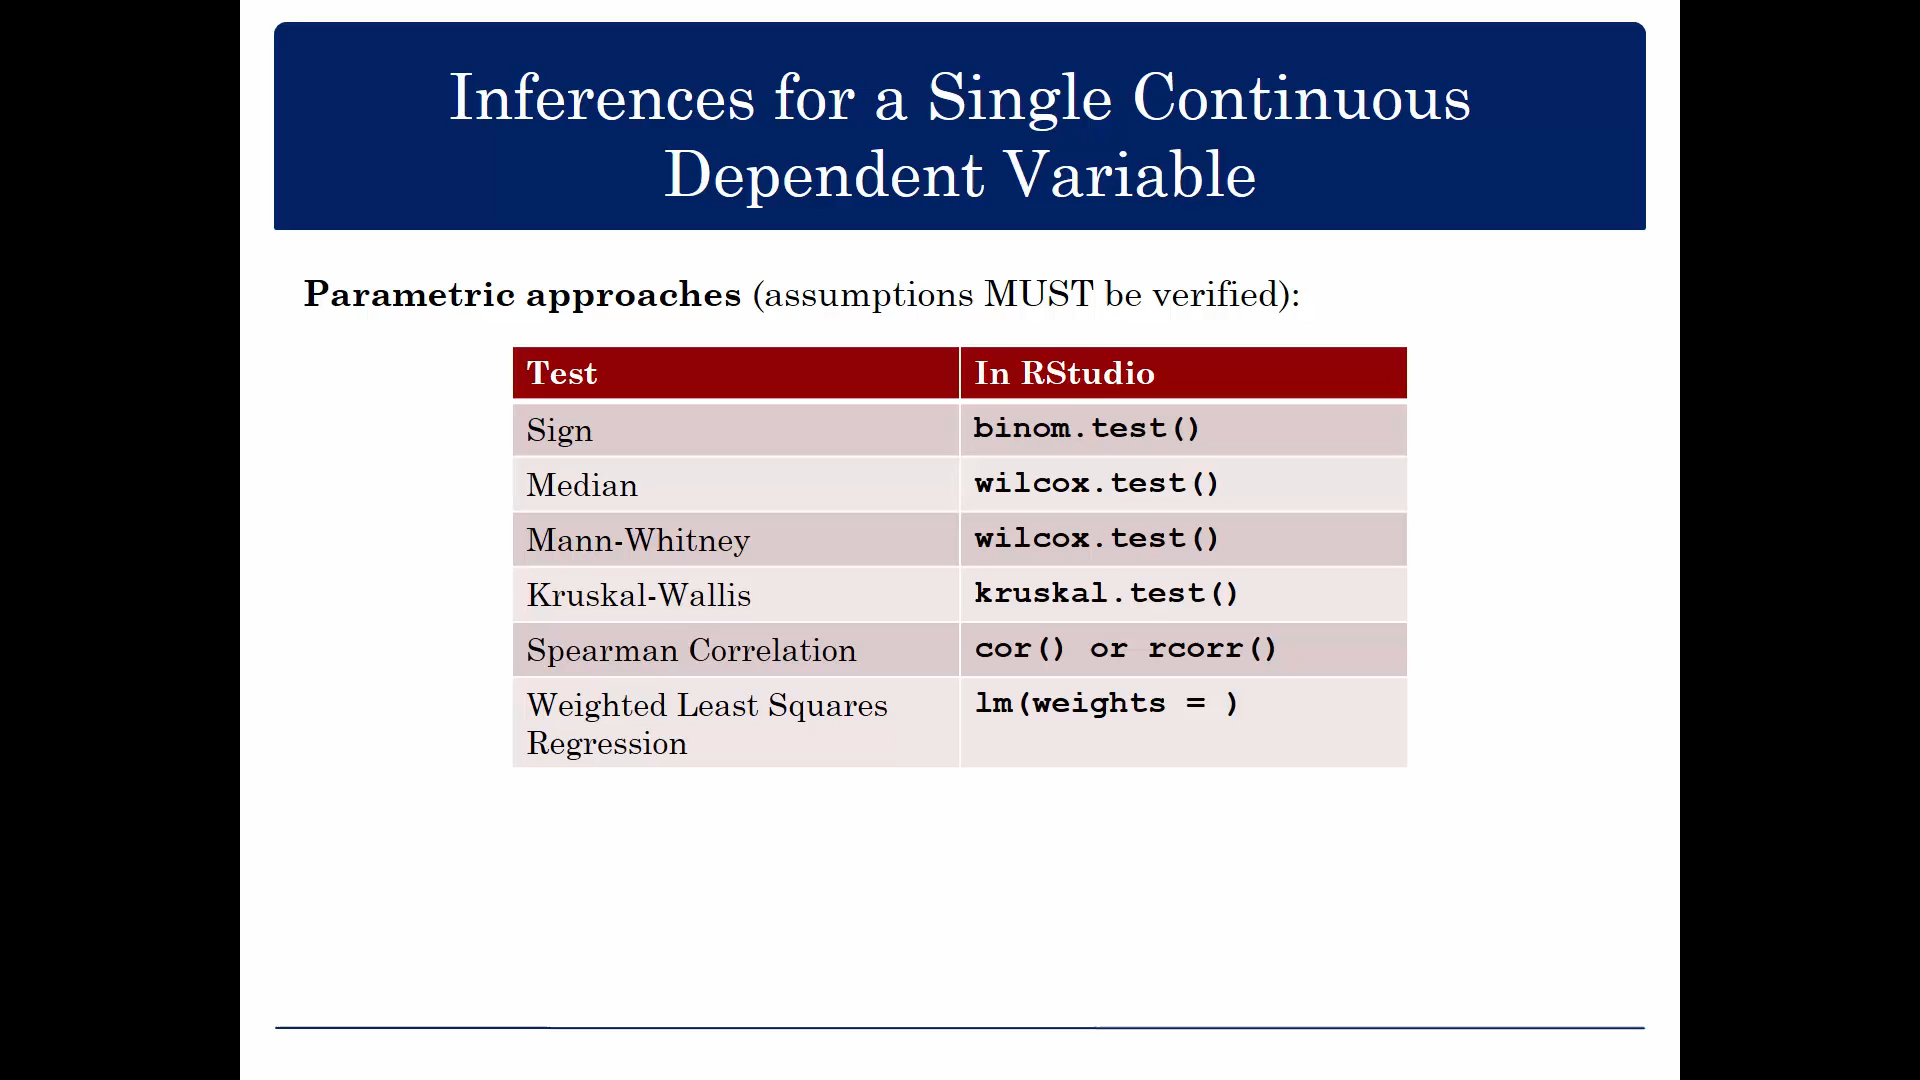 Inferences for a Single Continuous
Dependent Variable
Parametric approaches (assumptions MUST be verified):
Test In RStudio
Sign binom.test()
Median wilcox.test()
Mann-Whitney wilcox.test()
Kruskal-Wallis kruskal.test()
Spearman Correlation cor() or rcorr()
Weighted Least Squares lm(weights = )
Regression